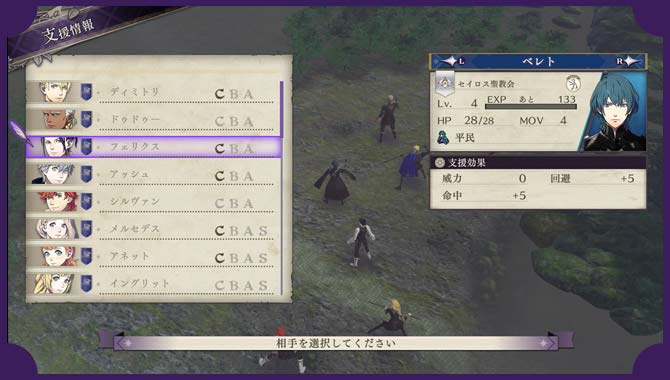 支援情報
ディミトリ C B A
ドゥドゥー C B A
フェリクス C B A
アッシュ C B A
シルヴァン C B A
メルセデス C B A S
アネット C B A S
イングリット C B A S
L ベレト R
セイロス聖教会
Lv. 4 EXP あと 133
HP 28/28 MOV 4
平民
支援効果
威力 0 回避 +5
命中 +5
相手を選択してください